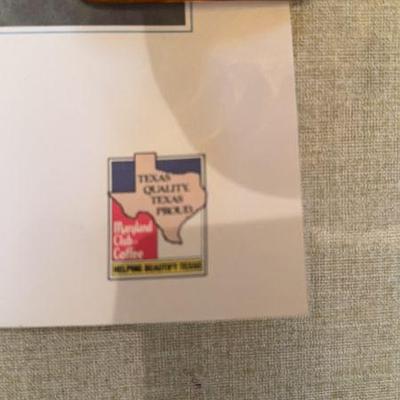 TEXAS
QUALITY.
TEXAS
PROUD.
Maryland
Club
Coffee
HELPING BEAUTIFY TEXAS